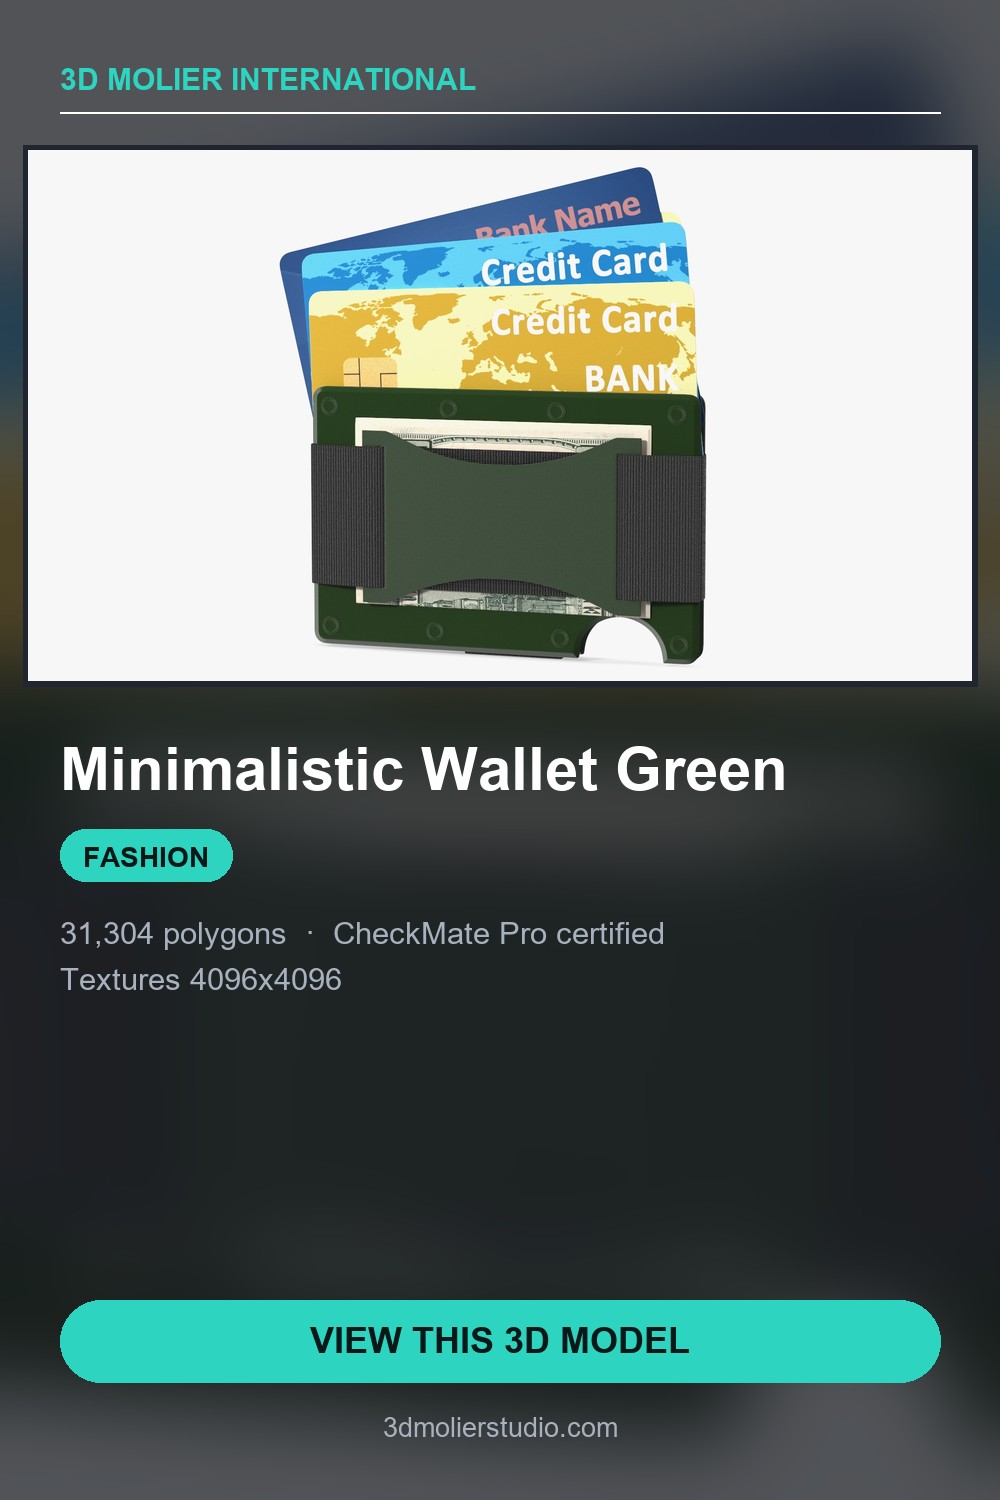 3D MOLIER INTERNATIONAL
Bank Name
Credit Card
Credit Card
BANK
Minimalistic Wallet Green
FASHION
31,304 polygons · CheckMate Pro certified
Textures 4096x4096
VIEW THIS 3D MODEL
3dmolierstudio.com